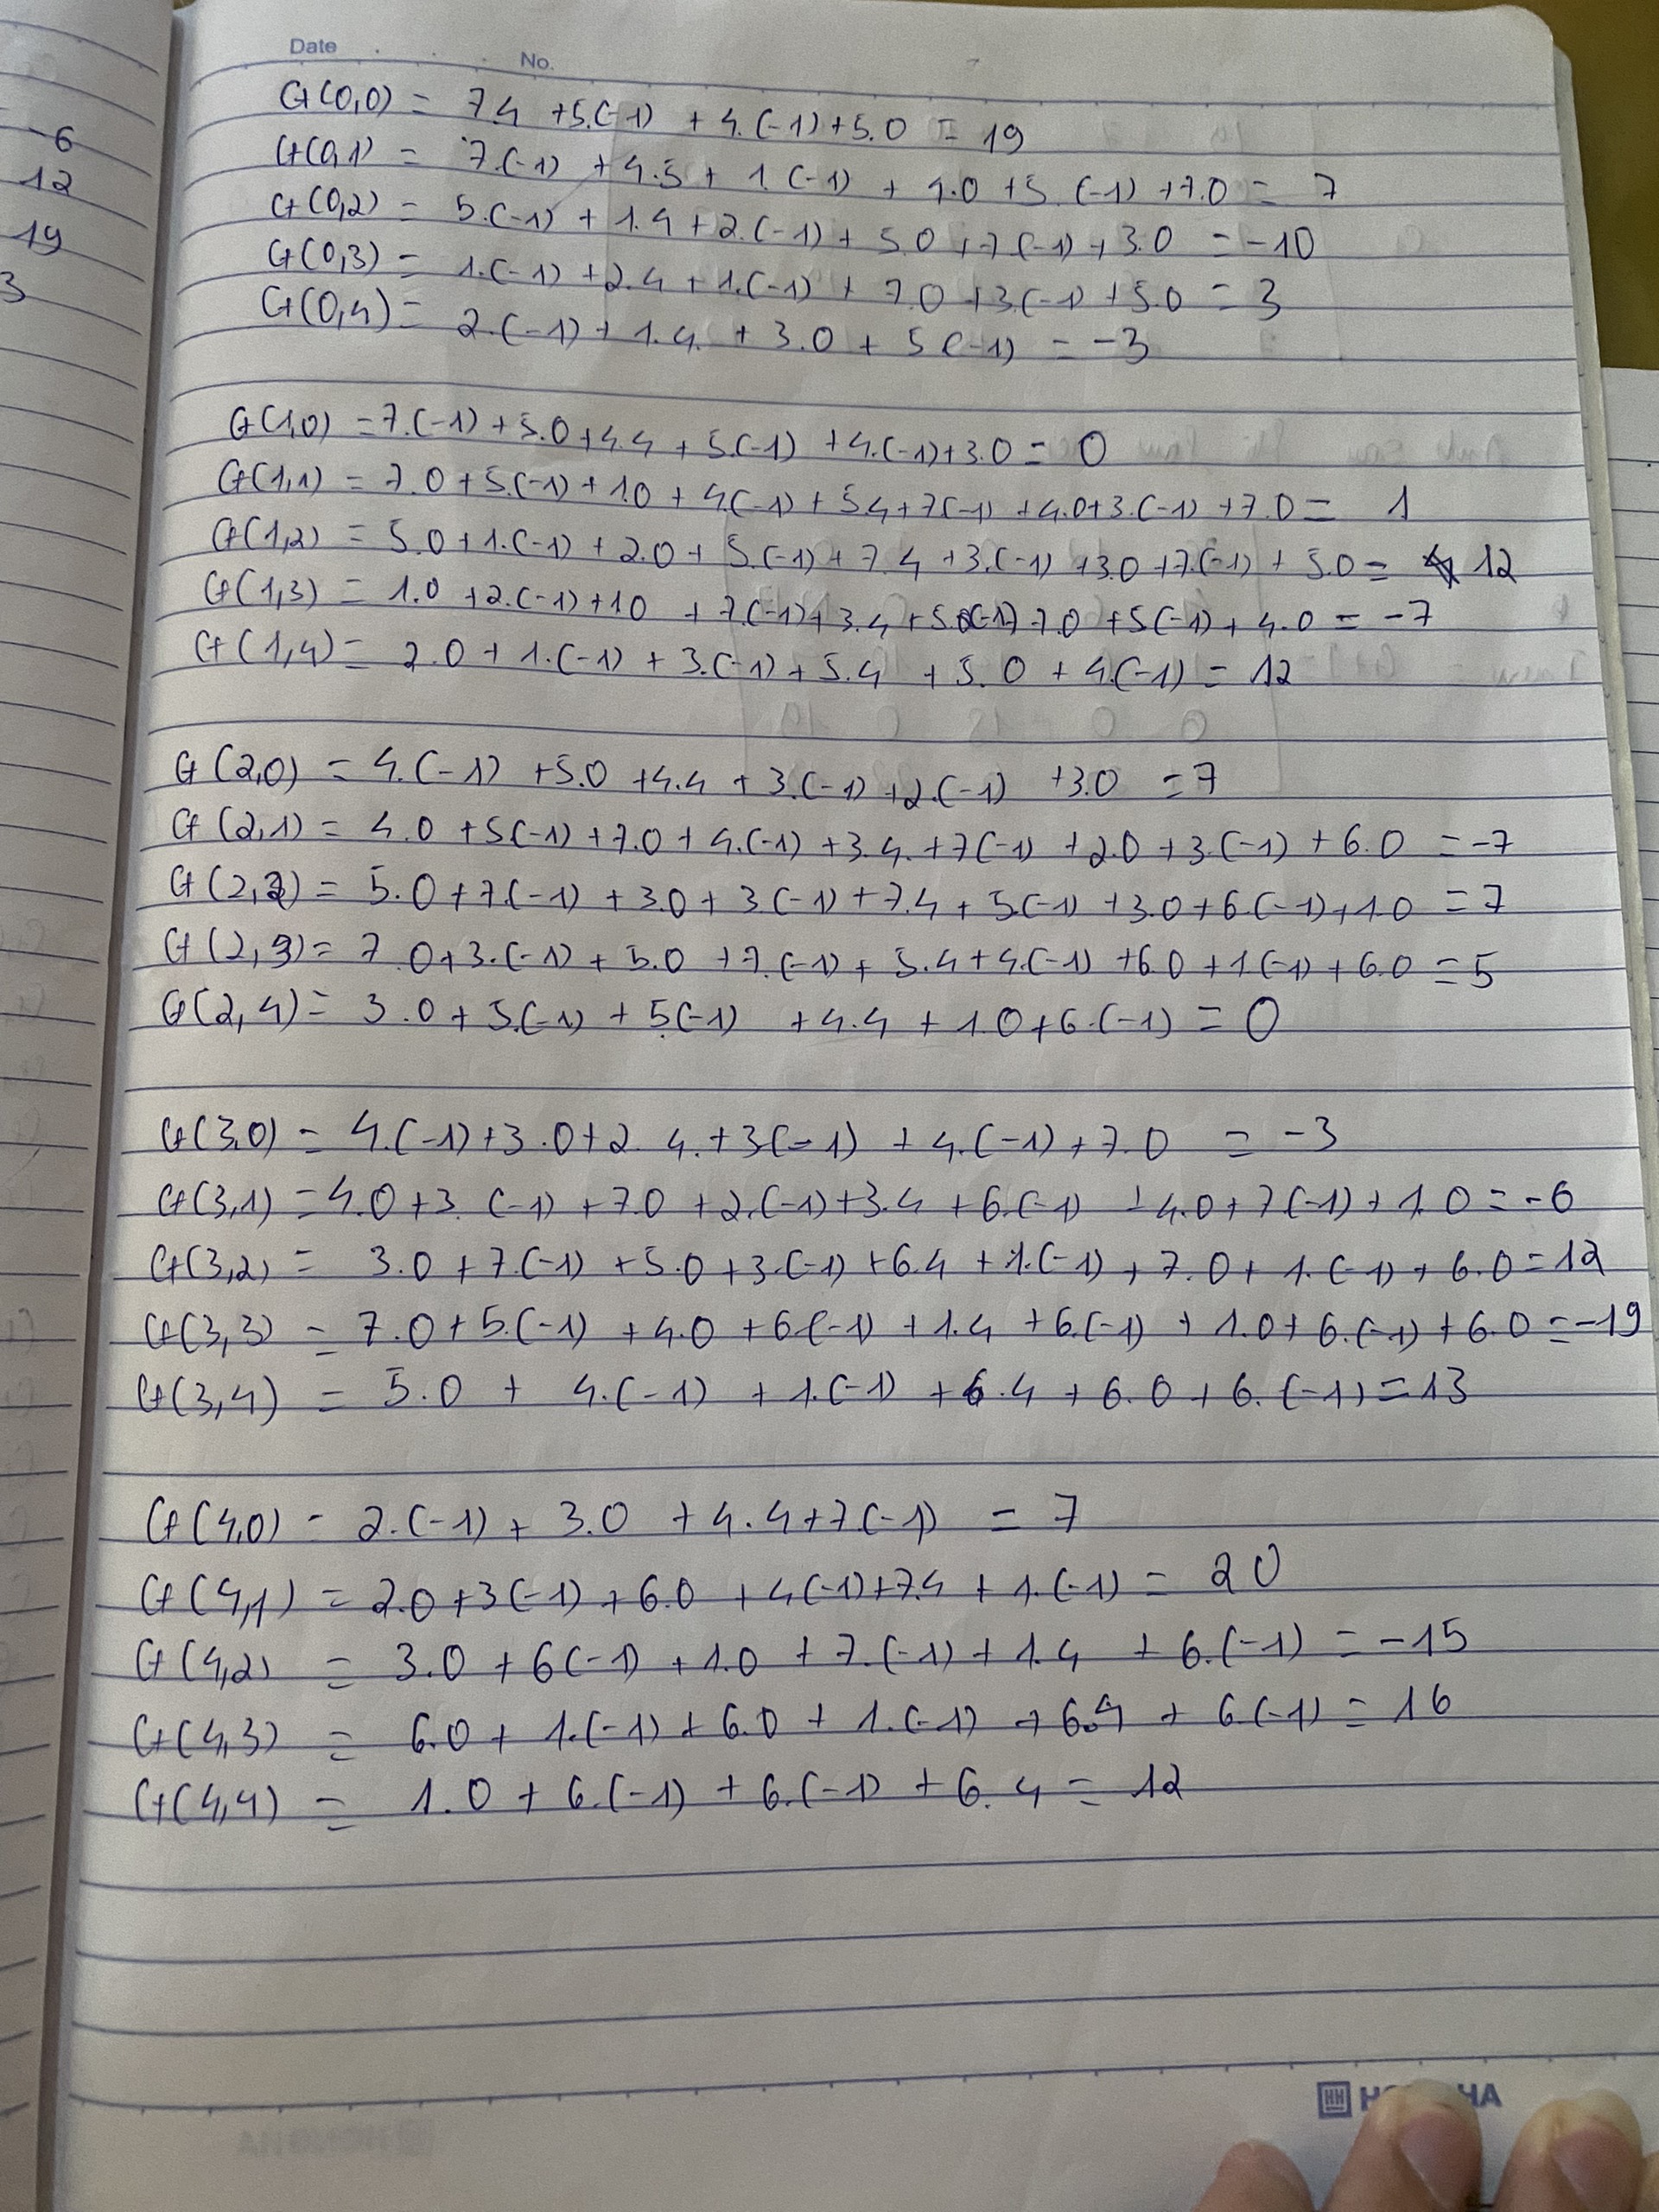 Date
No.
-6
12
-19
3
G(0,0) = 7.4 +5.(-1) + 4.(-1)+5.0 = 19
G(0,1) = 7.(-1) +4.5 + 1.(-1) + 4.0 +5.(-1) +7.0 = 7
G(0,2) = 5.(-1) + 1.4 +2.(-1) + 5.0 +7(-1) +3.0 = -10
G(0,3) = 1.(-1) +2.4 + 1.(-1) + 7.0 +3.(-1) +5.0 = 3
G(0,4) = 2.(-1) + 1.4. + 3.0 + 5(-1) = -3
G(1,0) = 7.(-1) +5.0 +4.4 + 5.(-1) +4.(-1)+3.0 = 0
G(1,1) = 7.0 +5.(-1) +1.0 + 4.(-1) + 5.4+7(-1) +4.0+3.(-1) +7.0 = 1
G(1,2) = 5.0 +1.(-1) + 2.0 + 5.(-1) + 7.4 +3.(-1) +3.0 +7.(-1) + 5.0 = 12
G(1,3) = 1.0 +2.(-1)+1.0 + 7.(-1)+3.4+5(-1) 7.0 +5(-1) + 4.0 = -7
G(1,4) = 2.0 + 1.(-1) + 3.(-1) + 5.4 + 5.0 + 4.(-1) = 12
G(2,0) = 4.(-1) +5.0 +4.4 + 3.(-1) +2.(-1) +3.0 = 7
G(2,1) = 4.0 +5(-1) +7.0 + 4.(-1) +3.4. +7(-1) +2.0 +3.(-1) + 6.0 = -7
G(2,2) = 5.0 +7(-1) +3.0 + 3.(-1) +7.4 + 5.(-1) +3.0+6.(-1)+1.0 = 7
G(2,3) = 7.0+3.(-1) + 5.0 +7.(-1) + 5.4+4.(-1) +6.0 +1.(-1) +6.0 = 5
G(2,4) = 3.0 + 5.(-1) + 5(-1) +4.4 + 1.0+6.(-1) = 0
G(3,0) = 4.(-1)+3.0+2.4.+3(-1) +4.(-1)+7.0 = -3
G(3,1) = 4.0+3.(-1) +7.0 +2.(-1)+3.4 +6.(-1) +4.0+7(-1) +1.0 = -6
G(3,2) = 3.0 +7.(-1) +5.0 +3.(-1) +6.4 +1.(-1) +7.0 + 1.(-1) + 6.0 = 12
G(3,3) = 7.0 +5.(-1) +4.0 +6.(-1) +1.4 +6.(-1) + 1.0+6.(-1) +6.0 = -19
G(3,4) = 5.0 + 4.(-1) + 1.(-1) +6.4 + 6.0 + 6.(-1) = 13
G(4,0) = 2.(-1) + 3.0 + 4.4+7(-1) = 7
G(4,1) = 2.0 +3(-1) +6.0 + 4(-1)+7.4 + 1.(-1) = 20
G(4,2) = 3.0 + 6(-1) +1.0 + 7.(-1) + 1.4 + 6.(-1) = -15
G(4,3) = 6.0 + 1.(-1) + 6.0 + 1.(-1) + 6.4 + 6(-1) = 16
G(4,4) = 1.0 + 6.(-1) + 6.(-1) + 6.4 = 12